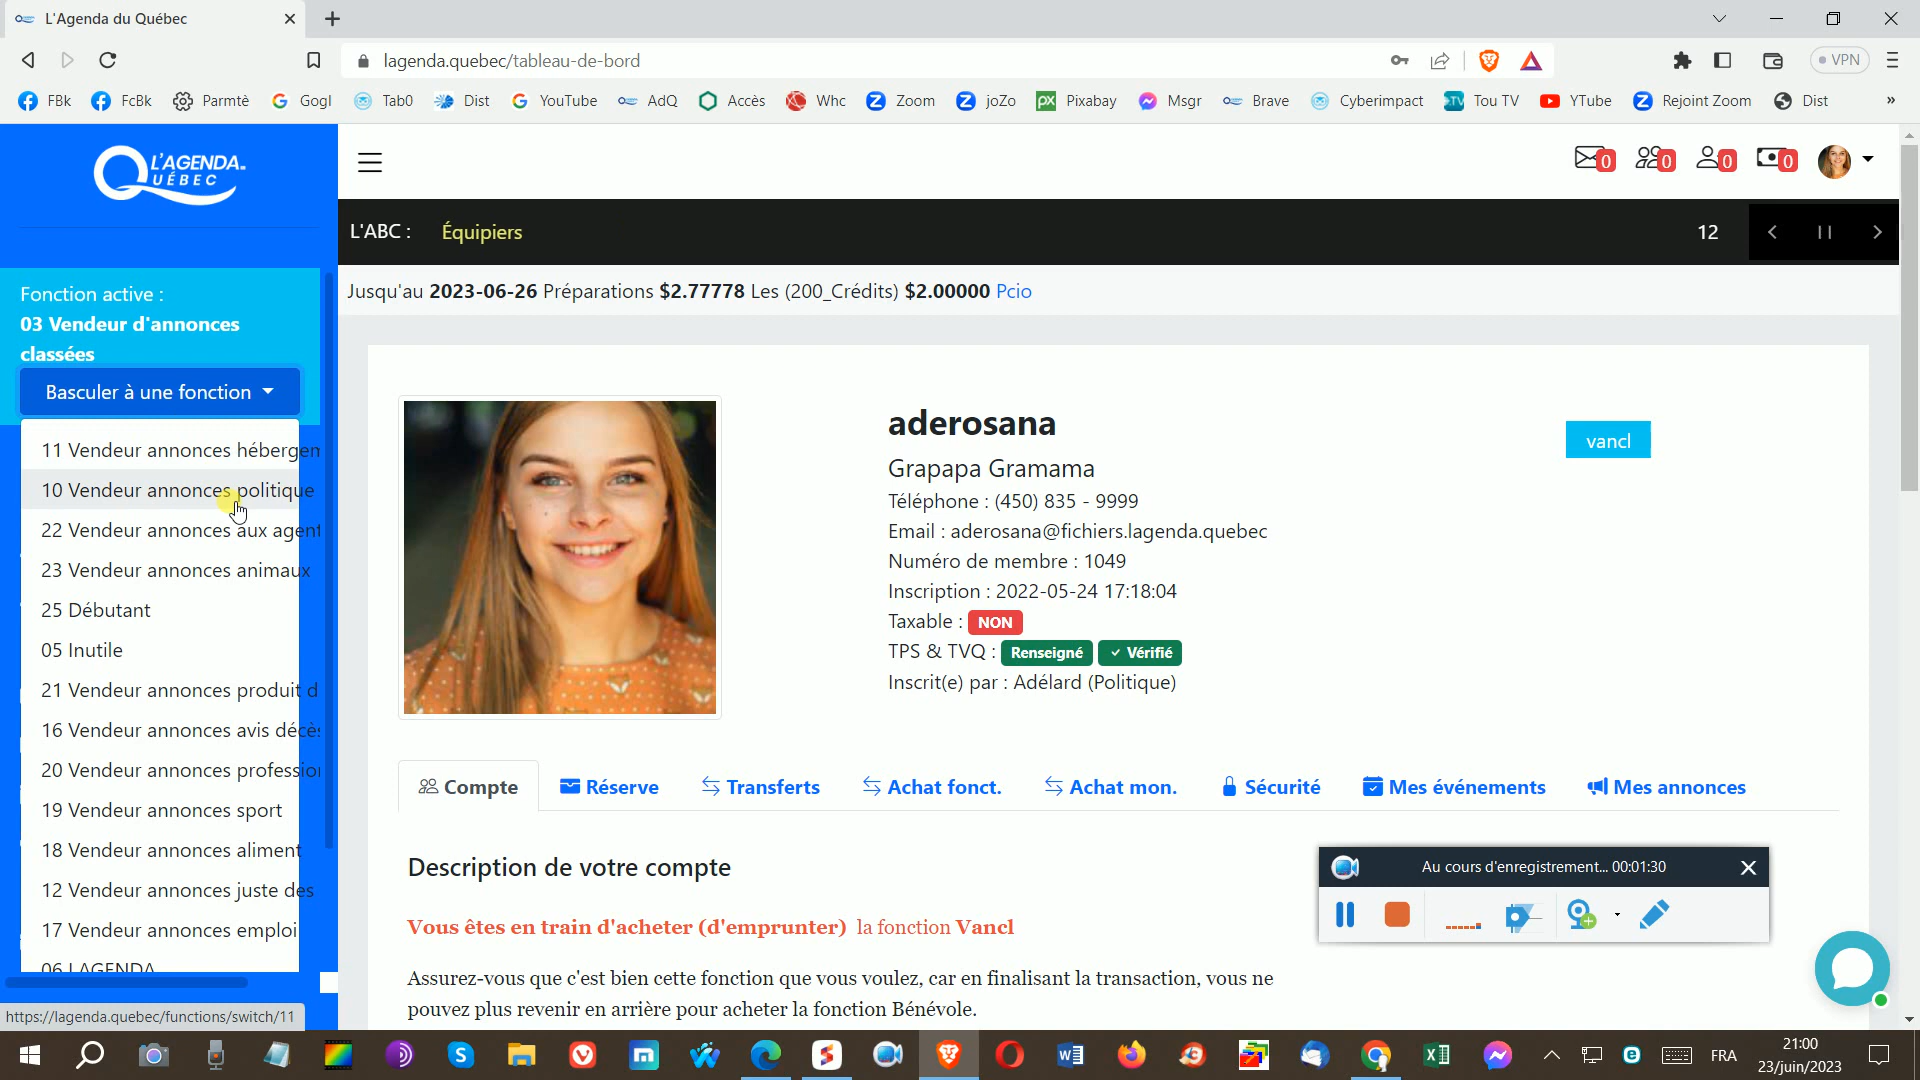 L'Agenda du Québec
lagenda.quebec/tableau-de-bord
VPN
FBk FcBk Parmtè Gogl Tab0 Dist YouTube AdQ Accès Whc Zoom joZo Pixabay Msgr Brave Cyberimpact Tou TV YTube Rejoint Zoom Dist »
L'AGENDA.
UÉBEC
0 0 0 0
L'ABC : Équipiers 12
Jusqu'au 2023-06-26 Préparations $2.77778 Les (200_Crédits) $2.00000 Pcio
Fonction active :
03 Vendeur d'annonces
classées
Basculer à une fonction
11 Vendeur annonces hébergem
10 Vendeur annonces politique
22 Vendeur annonces aux agent
23 Vendeur annonces animaux
25 Débutant
05 Inutile
21 Vendeur annonces produit d
16 Vendeur annonces avis décè
20 Vendeur annonces profession
19 Vendeur annonces sport
18 Vendeur annonces aliment
12 Vendeur annonces juste des
17 Vendeur annonces emploi
06 LAGENDA
https://lagenda.quebec/functions/switch/11
aderosana
vancl
Grapapa Gramama
Téléphone : (450) 835 - 9999
Email : aderosana@fichiers.lagenda.quebec
Numéro de membre : 1049
Inscription : 2022-05-24 17:18:04
Taxable : NON
TPS & TVQ : Renseigné Vérifié
Inscrit(e) par : Adélard (Politique)
Compte Réserve Transferts Achat fonct. Achat mon. Sécurité Mes événements Mes annonces
Description de votre compte
Vous êtes en train d'acheter (d'emprunter) la fonction Vancl
Assurez-vous que c'est bien cette fonction que vous voulez, car en finalisant la transaction, vous ne
pouvez plus revenir en arrière pour acheter la fonction Bénévole.
Au cours d'enregistrement... 00:01:30
FRA
21:00
23/juin/2023